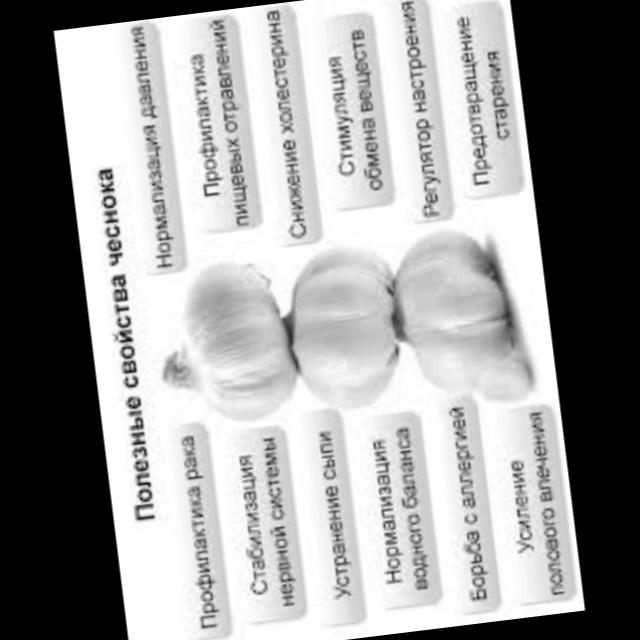 Полезные свойства чеснока
Профилактика рака
Стабилизация
нервной системы
Устранение сыпи
Нормализация
водного баланса
Борьба с аллергией
Усиление
полового влечения
Нормализация давления
Профилактика
пищевых отравлений
Снижение холестерина
Стимуляция
обмена веществ
Регулятор настроения
Предотвращение
старения